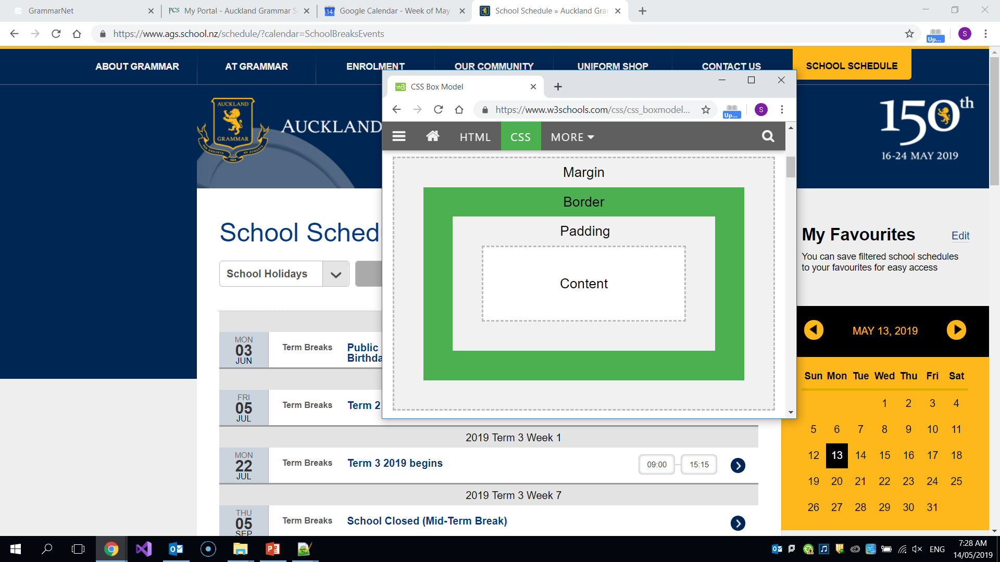 GrammarNet
My Portal - Auckland Grammar S
Google Calendar - Week of May
School Schedule » Auckland Gra
https://www.ags.school.nz/schedule/?calendar=SchoolBreaksEvents
Up...
S
ABOUT GRAMMAR
AT GRAMMAR
ENROLMENT
OUR COMMUNITY
UNIFORM SHOP
CONTACT US
SCHOOL SCHEDULE
AUCKLAND
GRAMMAR
PER ANGUSTA
AD AUGUSTA
1869
AUCKLAND
150th
16-24 MAY 2019
CSS Box Model
https://www.w3schools.com/css/css_boxmodel...
Up...
S
HTML
CSS
MORE
Margin
Border
Padding
Content
School Sched
School Holidays
MON
03
JUN
Term Breaks
Public
Birthda
FRI
05
JUL
Term Breaks
Term 2
2019 Term 3 Week 1
MON
22
JUL
Term Breaks
Term 3 2019 begins
09:00
15:15
2019 Term 3 Week 7
THU
05
SEP
Term Breaks
School Closed (Mid-Term Break)
My Favourites
Edit
You can save filtered school schedules
to your favourites for easy access
MAY 13, 2019
Sun Mon Tue Wed Thu Fri Sat
1 2 3 4
5 6 7 8 9 10 11
12 13 14 15 16 17 18
19 20 21 22 23 24 25
26 27 28 29 30 31
ENG
7:28 AM
14/05/2019